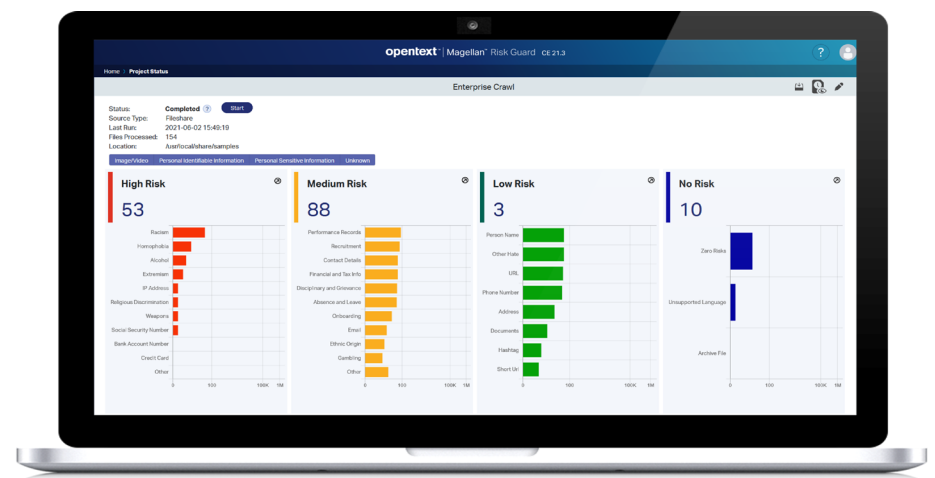 opentext™ | Magellan™ Risk Guard CE 21.3
?
Home | Project Status
Enterprise Crawl
Status: Completed ? Start
Source Type: Fileshare
Last Run: 2021-06-02 15:49:19
Files Processed: 154
Location: /usr/local/share/samples
Image/Video Personal Identifiable Information Personal Sensitive Information Unknown
High Risk
53
Racism
Homophobia
Alcohol
Extremism
IP Address
Religious Discrimination
Weapons
Social Security Number
Bank Account Number
Credit Card
Other
0 100 100K 1M
Medium Risk
88
Performance Records
Recruitment
Contact Details
Financial and Tax Info
Disciplinary and Grievance
Absence and Leave
Onboarding
Email
Ethnic Origin
Gambling
Other
0 100 100K 1M
Low Risk
3
Person Name
Other Hate
URL
Phone Number
Address
Documents
Hashtag
Short Url
0 100 100K 1M
No Risk
10
Zero Risks
Unsupported Language
Archive File
0 100 100K 1M